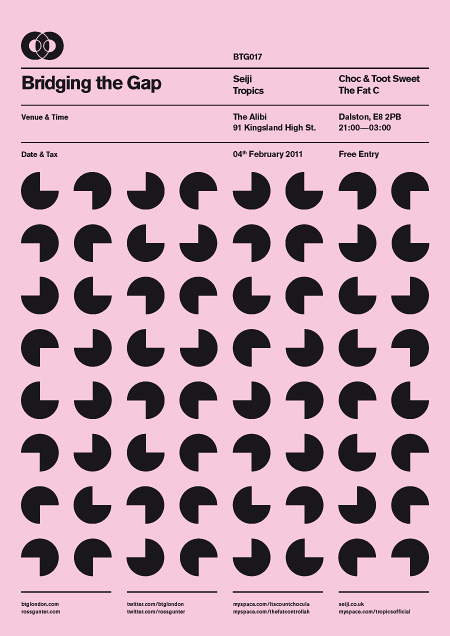 BTG017
Bridging the Gap
Seiji
Tropics
Choc & Toot Sweet
The Fat C
Venue & Time
The Alibi
91 Kingsland High St.
Dalston, E8 2PB
21:00—03:00
Date & Tax
04th February 2011
Free Entry
btglondon.com
rossgunter.com
twitter.com/btglondon
twitter.com/rossgunter
myspace.com/itscountchocula
myspace.com/thefatcontrollah
seiji.co.uk
myspace.com/tropicsofficial